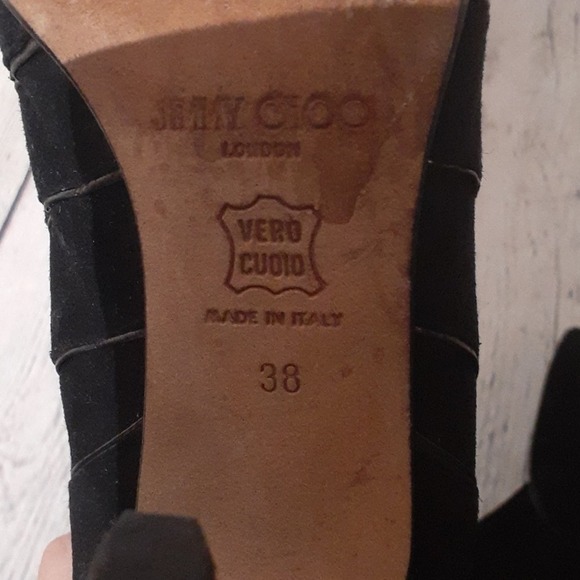 JIMMY CHOO
LONDON
VERO
CUOIO
MADE IN ITALY
38